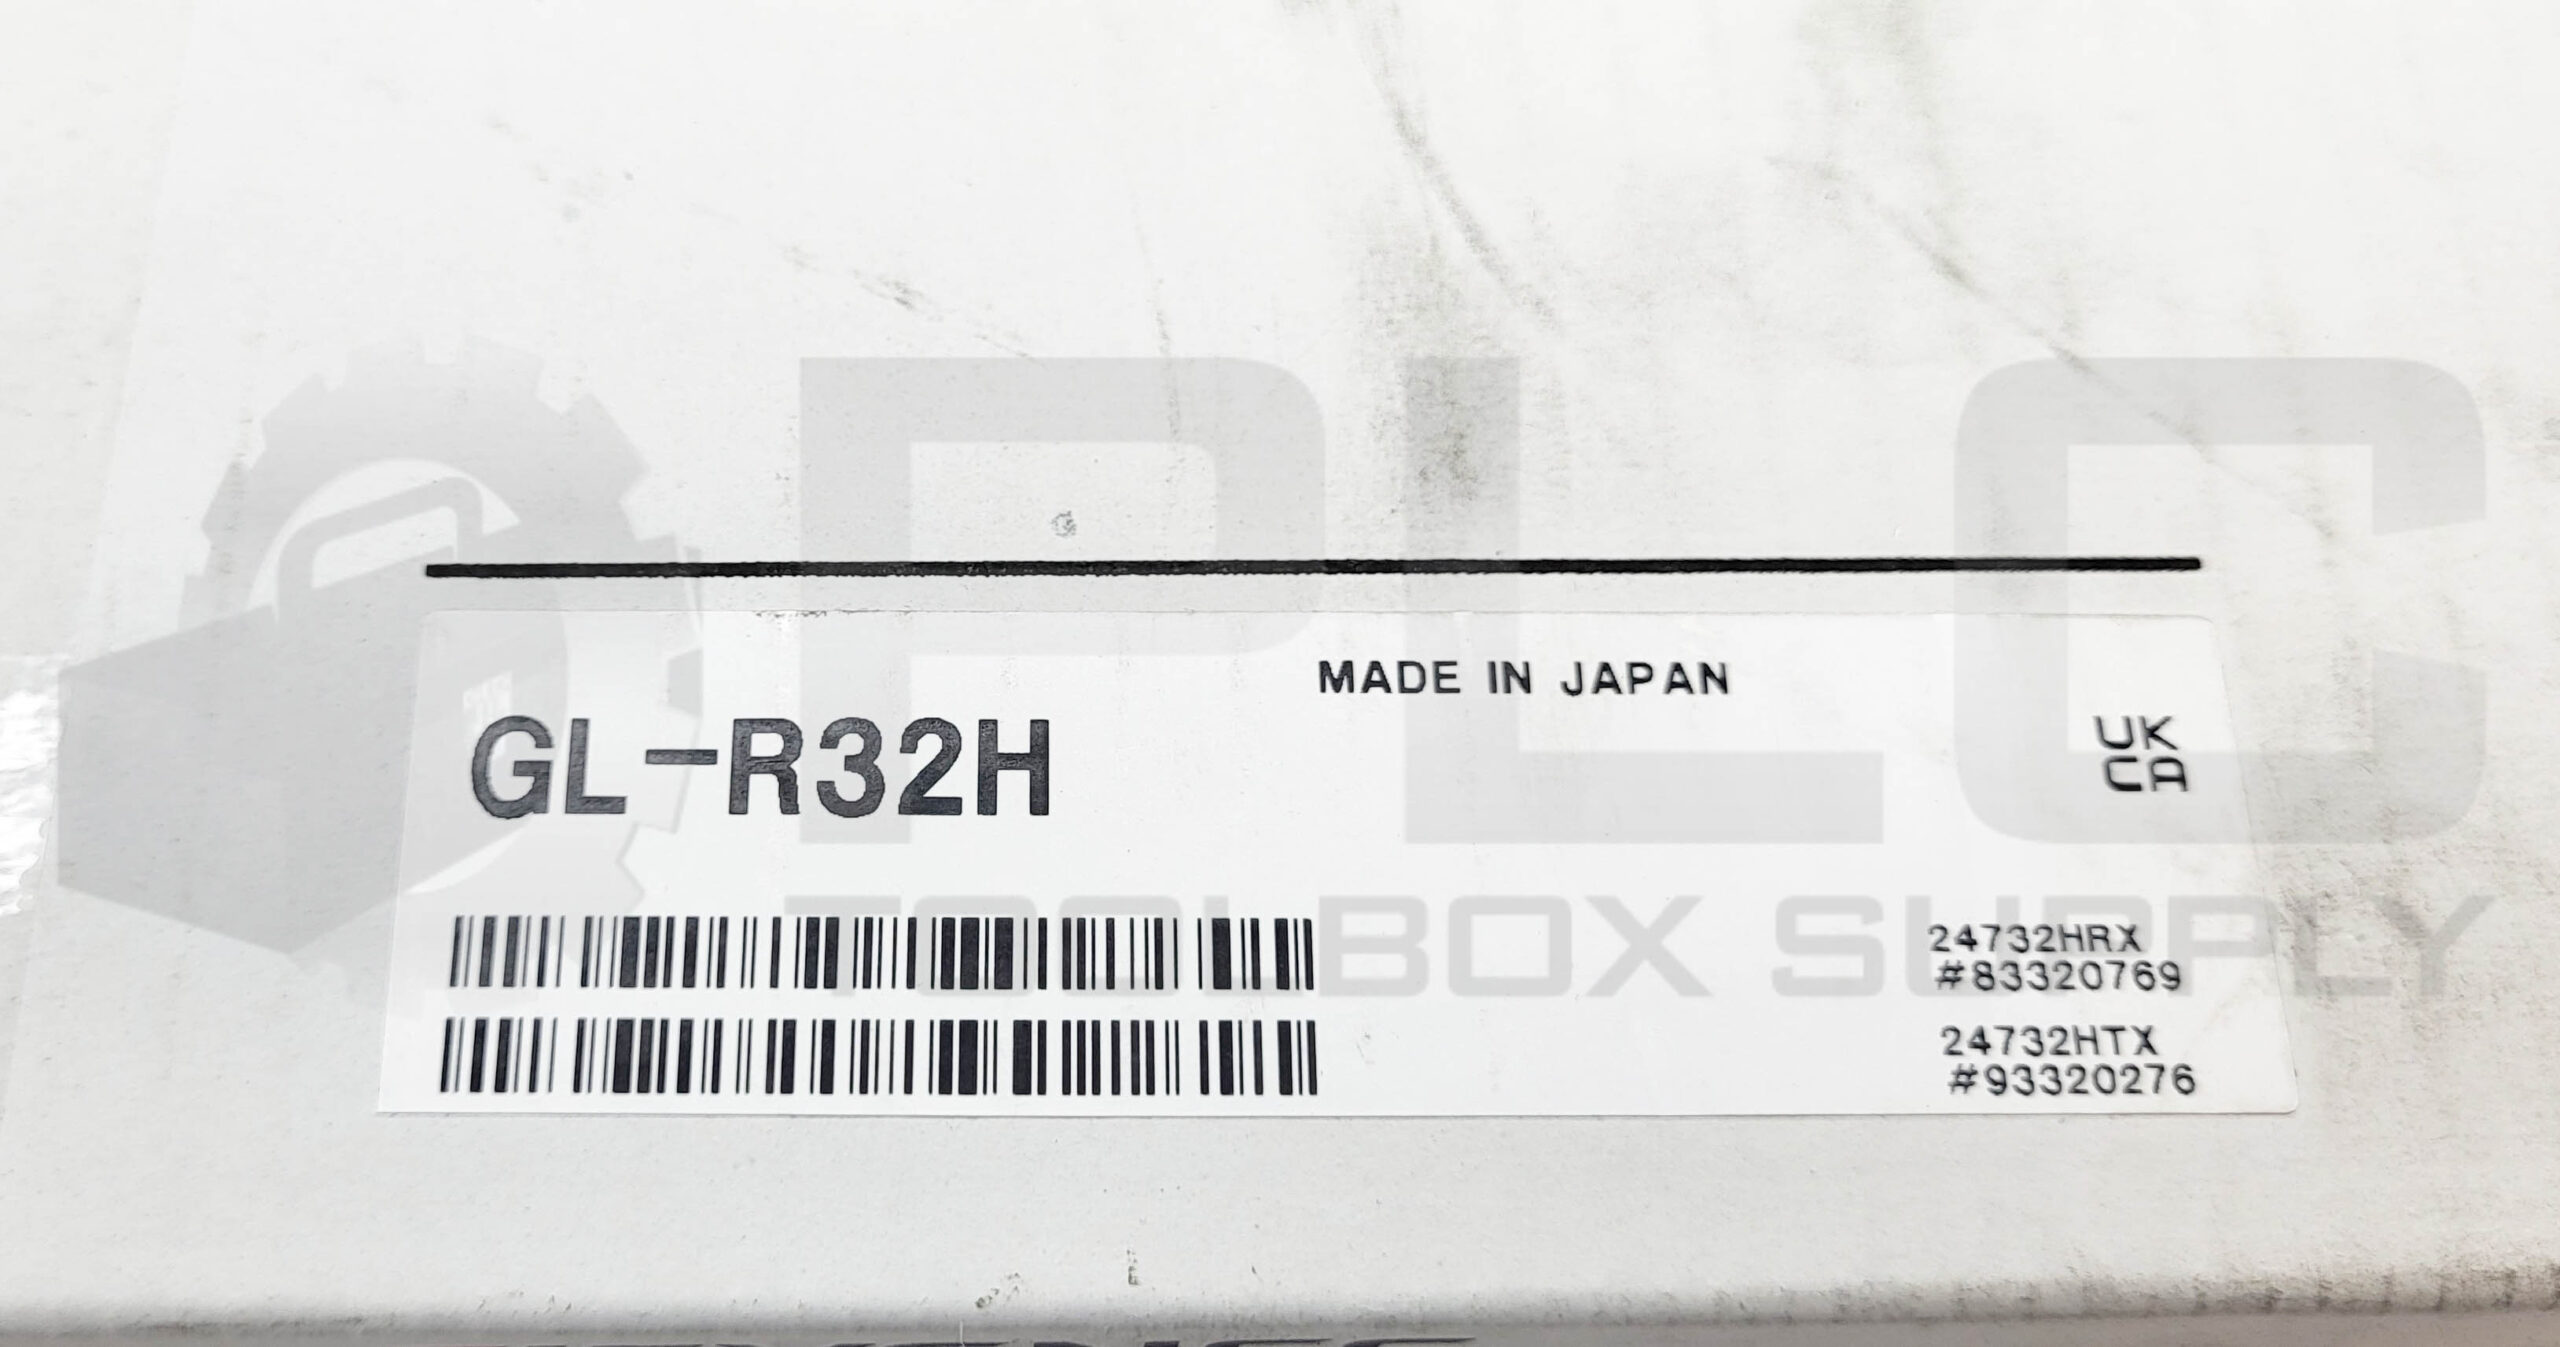 PLC
TOOLBOX SUPPLY
MADE IN JAPAN
GL-R32H
UK
CA
24732HRX
#83320769
24732HTX
#93320276